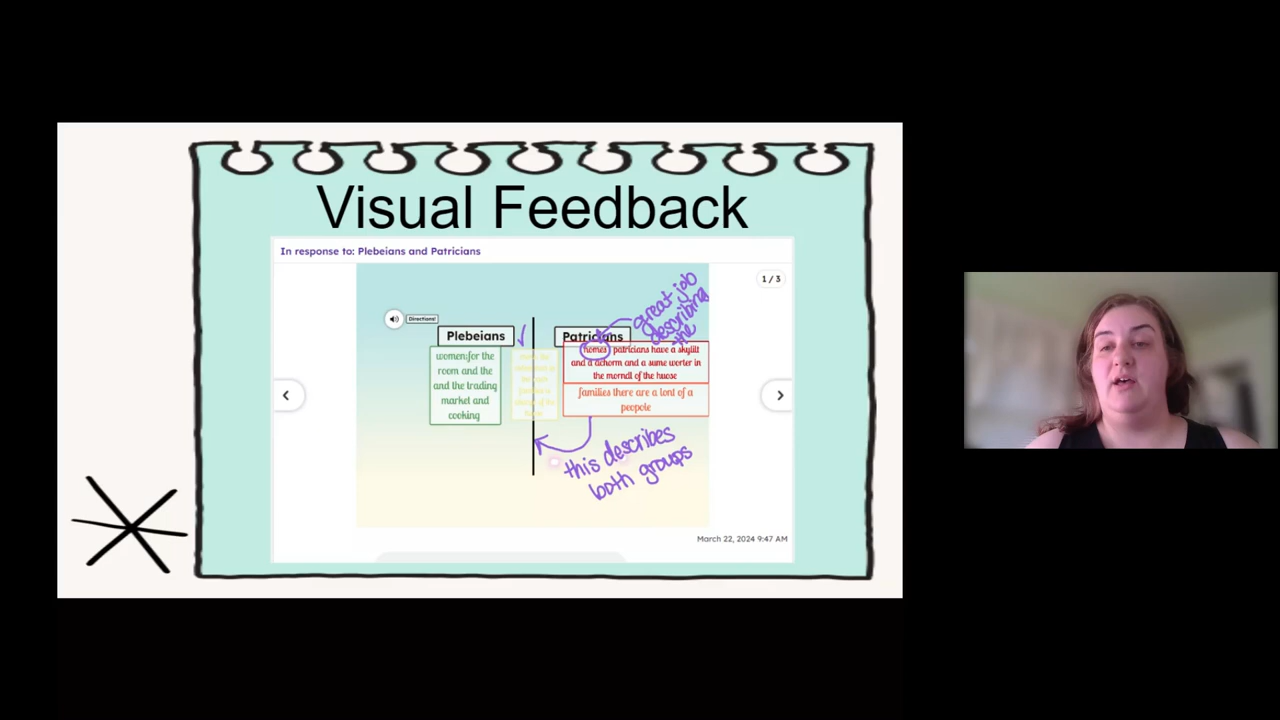 Visual Feedback
In response to: Plebeians and Patricians
1 / 3
Directions!
Plebeians
Patricians
great job
describing
the
women:for the
room and the
and the trading
market and
cooking
homes patricians have a skylilt
and a achorm and a sume worter in
the morndl of the huose
families there are a lont of a
peopole
this describes
both groups
March 22, 2024 9:47 AM